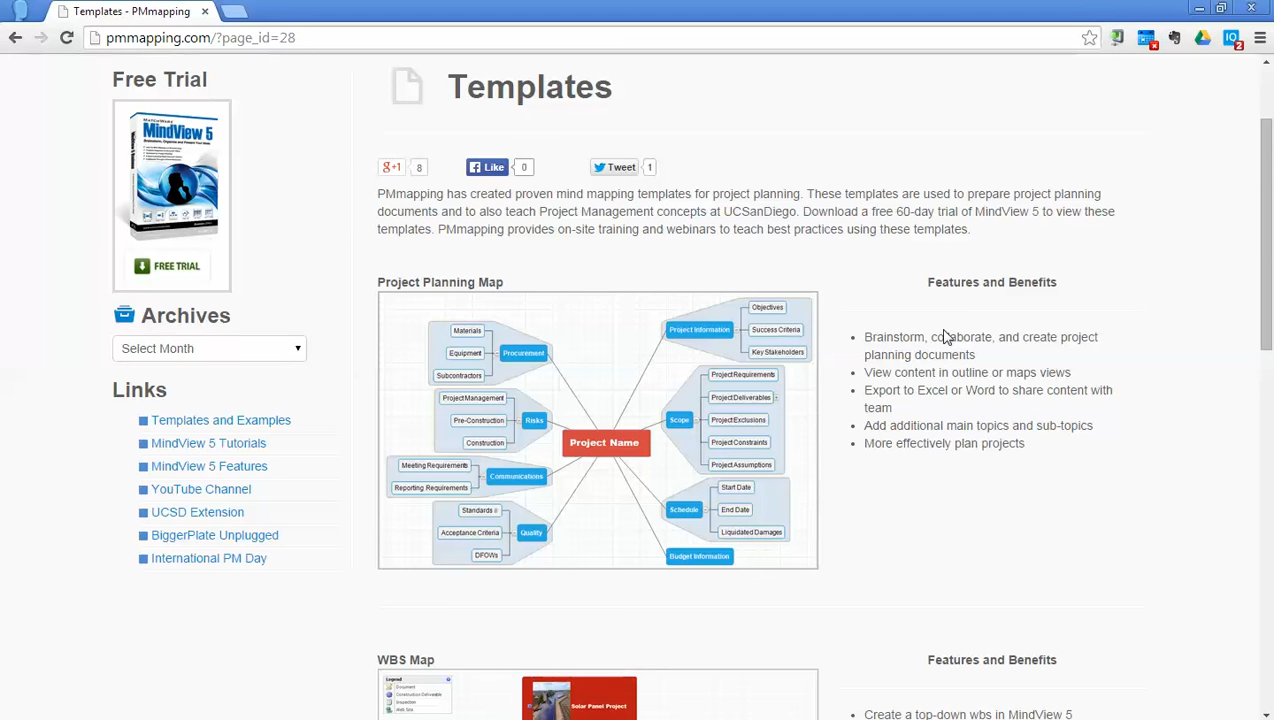 Templates - PMmapping
pmmapping.com/?page_id=28
Free Trial
MindView 5
FREE TRIAL
Archives
Select Month
Links
Templates and Examples
MindView 5 Tutorials
MindView 5 Features
YouTube Channel
UCSD Extension
BiggerPlate Unplugged
International PM Day
Templates
g+1 8 Like 0 Tweet 1
PMmapping has created proven mind mapping templates for project planning. These templates are used to prepare project planning
documents and to also teach Project Management concepts at UCSanDiego. Download a free 60-day trial of MindView 5 to view these
templates. PMmapping provides on-site training and webinars to teach best practices using these templates.
Project Planning Map
Materials
Equipment
Subcontractors
Procurement
Project Management
Pre-Construction
Construction
Risks
Meeting Requirements
Reporting Requirements
Communications
Standards
Acceptance Criteria
DFOWs
Quality
Project Name
Project Information
Objectives
Success Criteria
Key Stakeholders
Scope
Project Requirements
Project Deliverables
Project Exclusions
Project Constraints
Project Assumptions
Schedule
Start Date
End Date
Liquidated Damages
Budget Information
Features and Benefits
Brainstorm, collaborate, and create project
planning documents
View content in outline or maps views
Export to Excel or Word to share content with
team
Add additional main topics and sub-topics
More effectively plan projects
WBS Map
Legend
Document
Construction Deliverable
Inspection
Web Site
Solar Panel Project
Features and Benefits
Create a top-down wbs in MindView 5